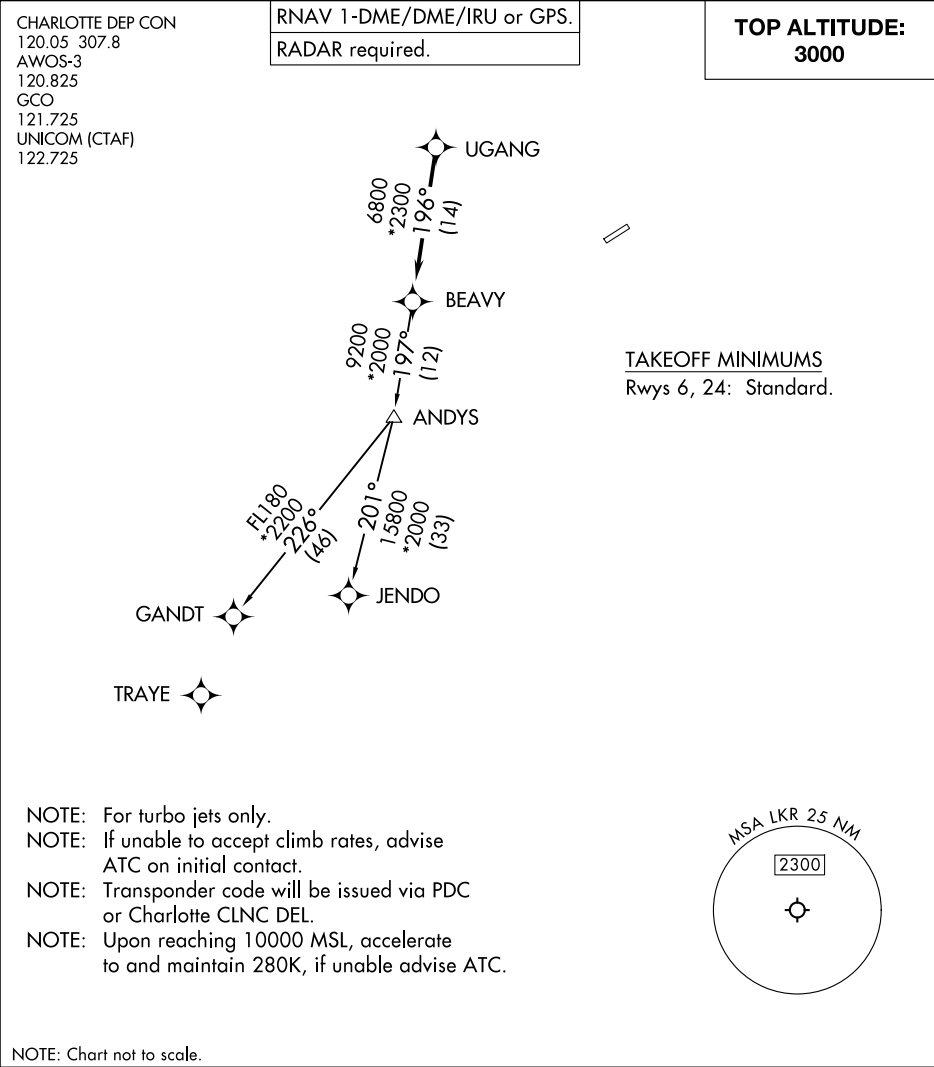 CHARLOTTE DEP CON
120.05 307.8
AWOS-3
120.825
GCO
121.725
UNICOM (CTAF)
122.725
RNAV 1-DME/DME/IRU or GPS.
RADAR required.
TOP ALTITUDE:
3000
UGANG
6800
*2300
196°
(14)
BEAVY
9200
*2000
197°
(12)
TAKEOFF MINIMUMS
Rwys 6, 24: Standard.
ANDYS
FL180
*2200
226°
(46)
201°
15800
*2000
(33)
GANDT
JENDO
TRAYE
NOTE: For turbo jets only.
NOTE: If unable to accept climb rates, advise
ATC on initial contact.
NOTE: Transponder code will be issued via PDC
or Charlotte CLNC DEL.
NOTE: Upon reaching 10000 MSL, accelerate
to and maintain 280K, if unable advise ATC.
MSA LKR 25 NM
2300
NOTE: Chart not to scale.